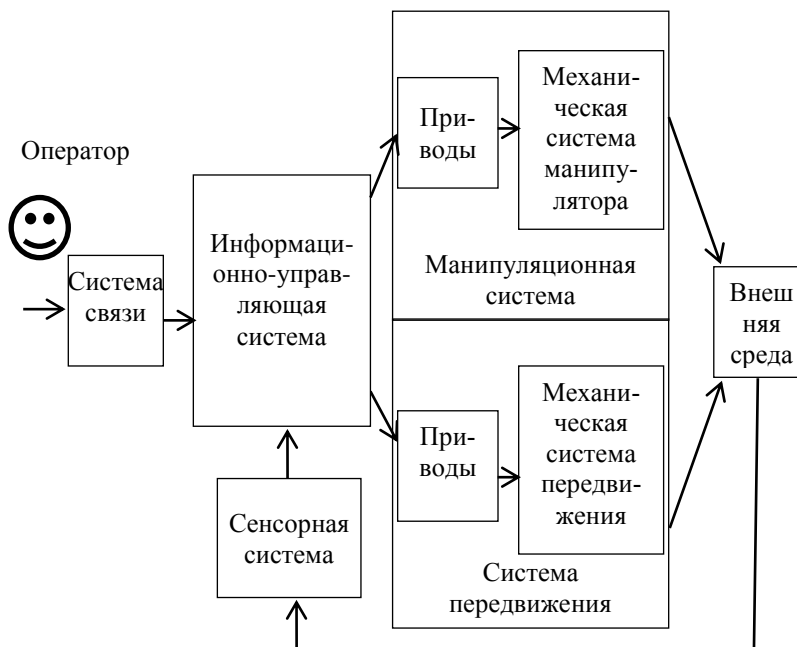 Оператор
Система
связи
Информаци-
онно-управ-
ляющая
система
Сенсорная
система
При-
воды
Механи-
ческая
система
манипу-
лятора
Манипуляционная
система
При-
воды
Механи-
ческая
система
передви-
жения
Система
передвижения
Внеш
няя
среда